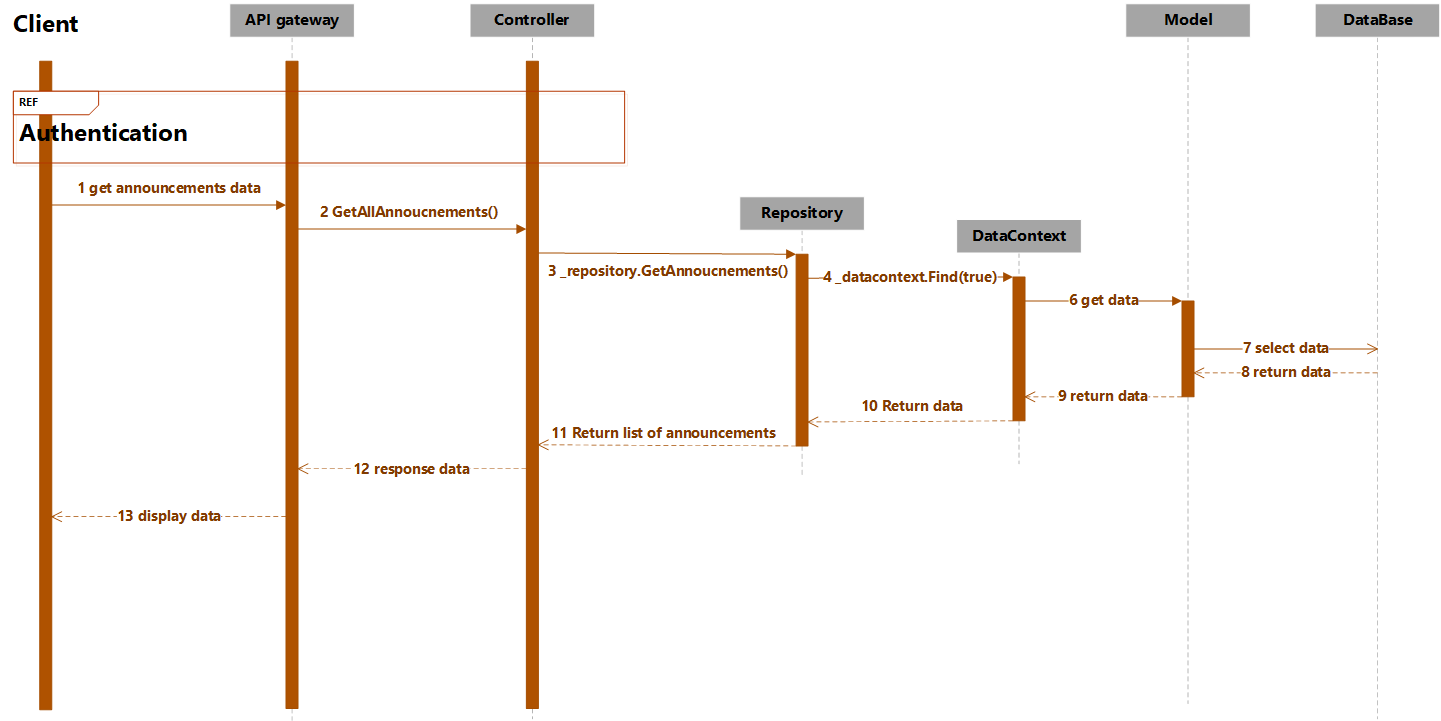 Client
API gateway
Controller
Model
DataBase
REF
Authentication
1 get announcements data
2 GetAllAnnoucnements()
Repository
DataContext
3 _repository.GetAnnoucnements()
4 _datacontext.Find(true)
6 get data
7 select data
8 return data
9 return data
10 Return data
11 Return list of announcements
12 response data
13 display data